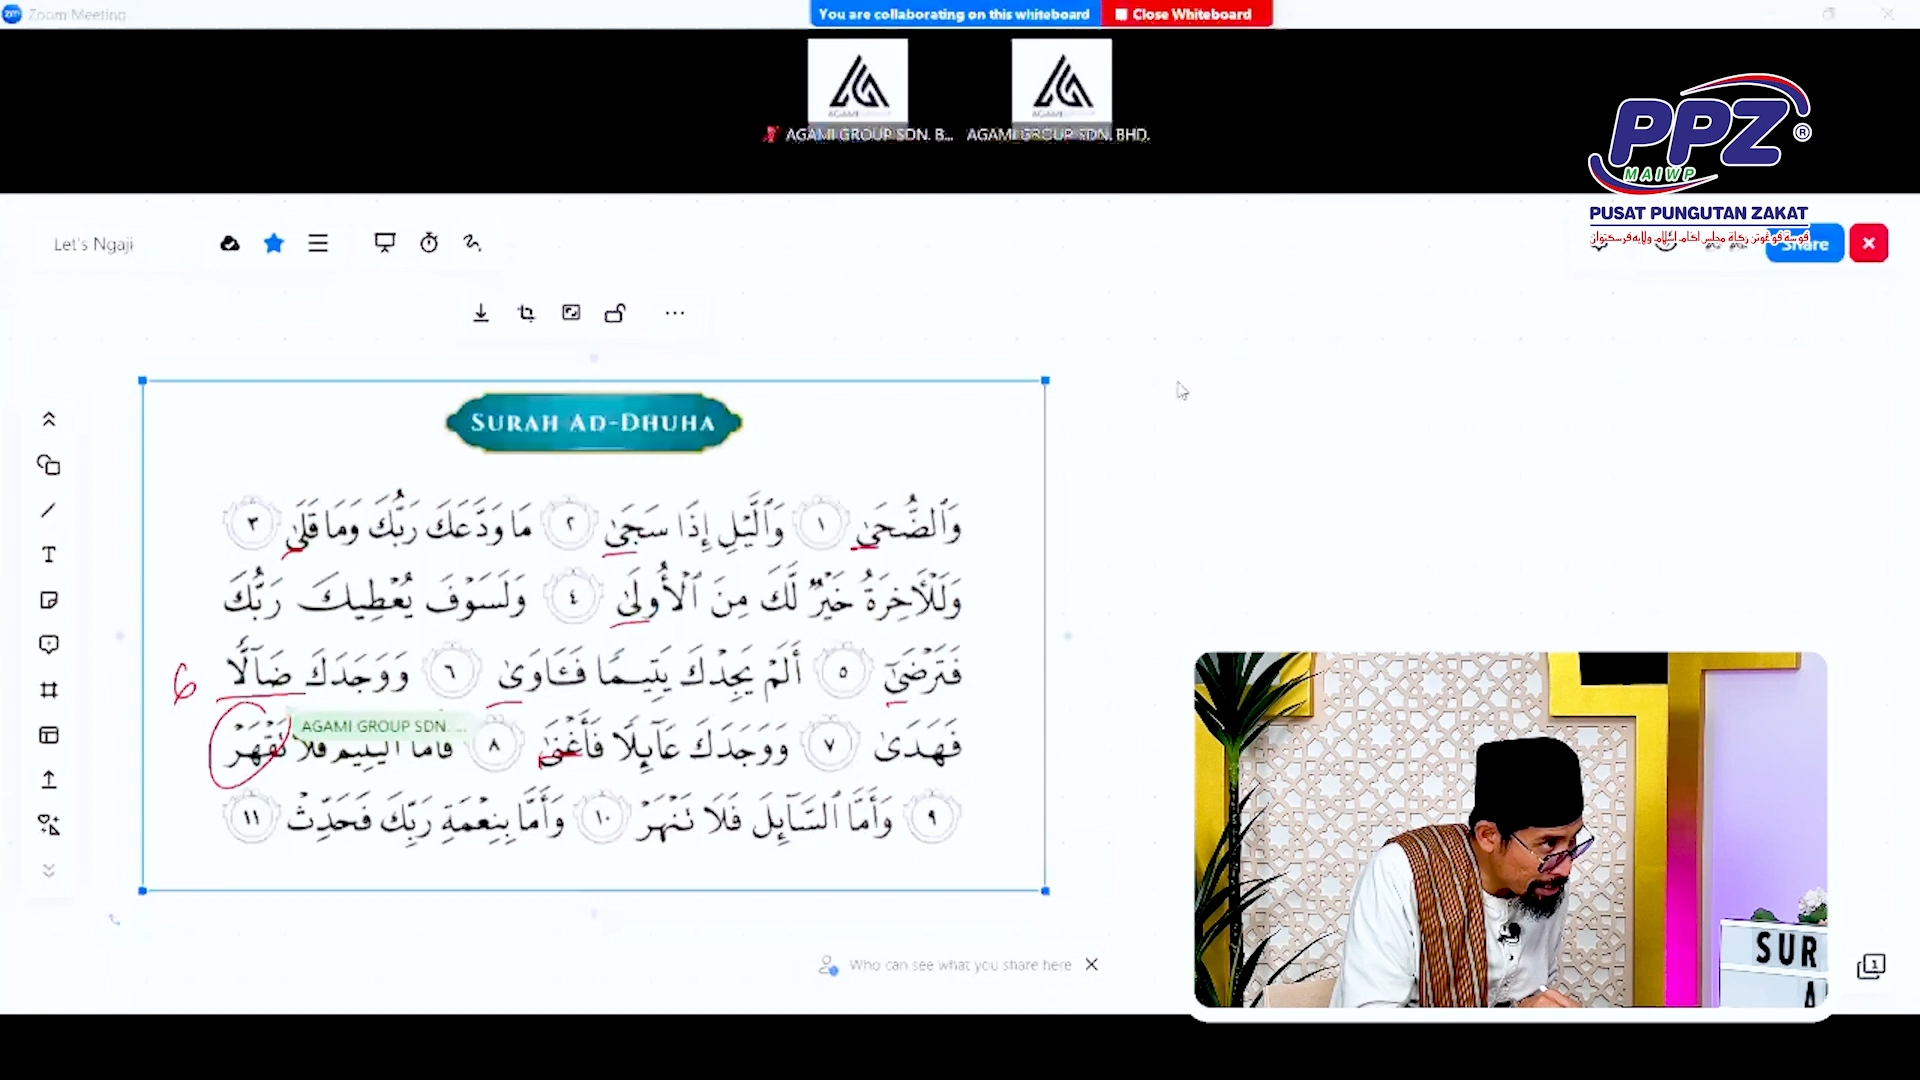 Zoom Meeting
You are collaborating on this whiteboard
Close Whiteboard
AGAMI GROUP SDN. B...
AGAMI GROUP SDN. BHD.
PPZ®
MAIWP
PUSAT PUNGUTAN ZAKAT
Let's Ngaji
Share
SURAH AD-DHUHA
وَٱلضُّحَىٰ ١ وَٱلَّيْلِ إِذَا سَجَىٰ ٢ مَا وَدَّعَكَ رَبُّكَ وَمَا قَلَىٰ ٣
وَلَلْأَخِرَةُ خَيْرٌ لَّكَ مِنَ ٱلْأُولَىٰ ٤ وَلَسَوْفَ يُعْطِيكَ رَبُّكَ
فَتَرْضَىٰٓ ٥ أَلَمْ يَجِدْكَ يَتِيمًا فَـَٔاوَىٰ ٦ وَوَجَدَكَ ضَآلًّا
6
فَهَدَىٰ ٧ وَوَجَدَكَ عَآئِلًا فَأَغْنَىٰ ٨ فَأَمَّا ٱلْيَتِيمَ فَلَا تَقْهَرْ
AGAMI GROUP SDN. ...
٩ وَأَمَّا ٱلسَّآئِلَ فَلَا تَنْهَرْ ١٠ وَأَمَّا بِنِعْمَةِ رَبِّكَ فَحَدِّثْ ١١
Who can see what you share here
SUR
1